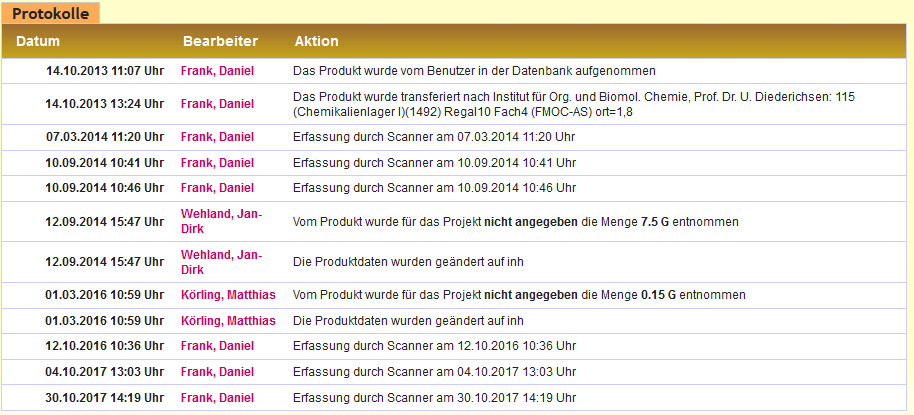 Protokolle
Datum Bearbeiter Aktion
14.10.2013 11:07 Uhr Frank, Daniel Das Produkt wurde vom Benutzer in der Datenbank aufgenommen
14.10.2013 13:24 Uhr Frank, Daniel Das Produkt wurde transferiert nach Institut für Org. und Biomol. Chemie, Prof. Dr. U. Diederichsen: 115
(Chemikalienlager I)(1492) Regal10 Fach4 (FMOC-AS) ort=1,8
07.03.2014 11:20 Uhr Frank, Daniel Erfassung durch Scanner am 07.03.2014 11:20 Uhr
10.09.2014 10:41 Uhr Frank, Daniel Erfassung durch Scanner am 10.09.2014 10:41 Uhr
10.09.2014 10:46 Uhr Frank, Daniel Erfassung durch Scanner am 10.09.2014 10:46 Uhr
12.09.2014 15:47 Uhr Wehland, Jan-
Dirk Vom Produkt wurde für das Projekt nicht angegeben die Menge 7.5 G entnommen
12.09.2014 15:47 Uhr Wehland, Jan-
Dirk Die Produktdaten wurden geändert auf inh
01.03.2016 10:59 Uhr Körling, Matthias Vom Produkt wurde für das Projekt nicht angegeben die Menge 0.15 G entnommen
01.03.2016 10:59 Uhr Körling, Matthias Die Produktdaten wurden geändert auf inh
12.10.2016 10:36 Uhr Frank, Daniel Erfassung durch Scanner am 12.10.2016 10:36 Uhr
04.10.2017 13:03 Uhr Frank, Daniel Erfassung durch Scanner am 04.10.2017 13:03 Uhr
30.10.2017 14:19 Uhr Frank, Daniel Erfassung durch Scanner am 30.10.2017 14:19 Uhr